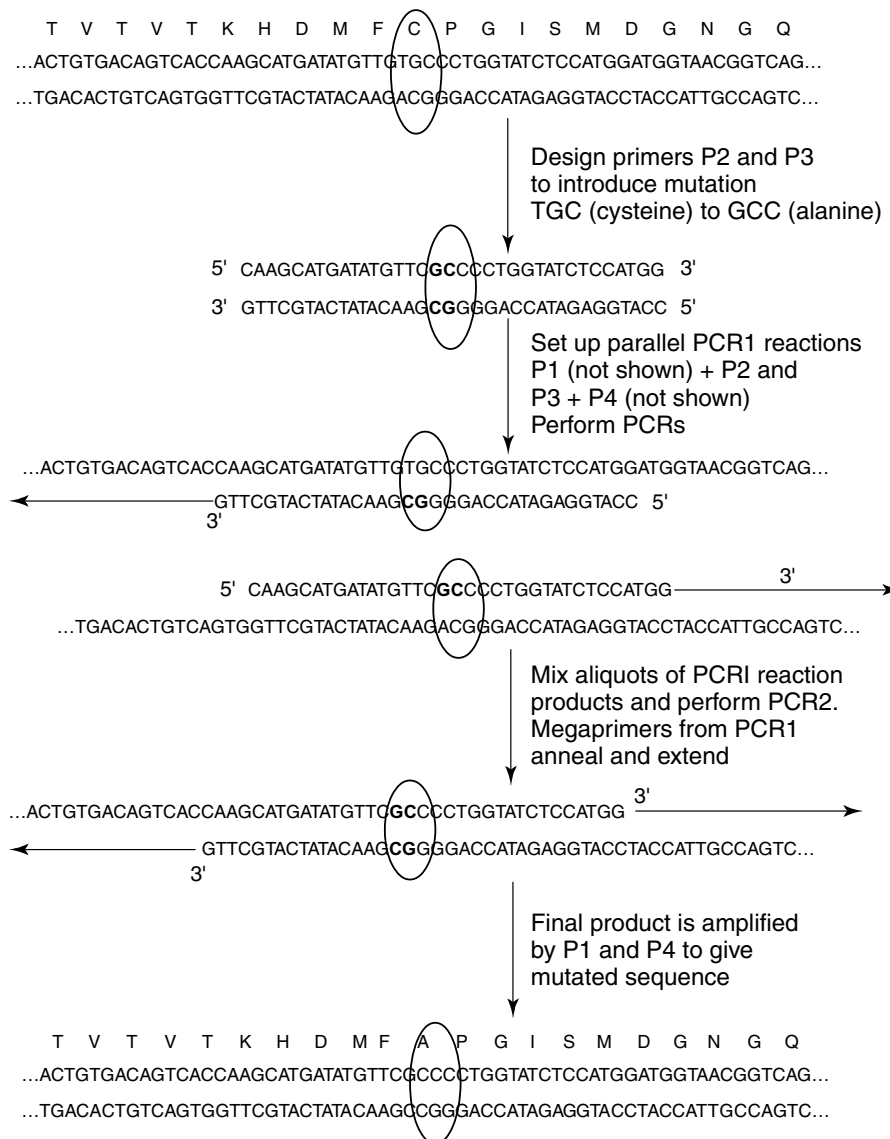 T V T V T K H D M F C P G I S M D G N G Q
...ACTGTGACAGTCACCAAGCATGATATGTTGTGCCCTGGTATCTCCATGGATGGTAACGGTCAG...
...TGACACTGTCAGTGGTTCGTACTATACAAGACGGGACCATAGAGGTACCTACCATTGCCAGTC...
Design primers P2 and P3
to introduce mutation
TGC (cysteine) to GCC (alanine)
5' CAAGCATGATATGTTCGCCCCTGGTATCTCCATGG 3'
3' GTTCGTACTATACAAGCGGGGACCATAGAGGTACC 5'
Set up parallel PCR1 reactions
P1 (not shown) + P2 and
P3 + P4 (not shown)
Perform PCRs
...ACTGTGACAGTCACCAAGCATGATATGTTGTGCCCTGGTATCTCCATGGATGGTAACGGTCAG...
GTTCGTACTATACAAGCGGGGACCATAGAGGTACC 5'
3'
3'
5' CAAGCATGATATGTTCGCCCCTGGTATCTCCATGG
...TGACACTGTCAGTGGTTCGTACTATACAAGACGGGACCATAGAGGTACCTACCATTGCCAGTC...
Mix aliquots of PCRI reaction
products and perform PCR2.
Megaprimers from PCR1
anneal and extend
...ACTGTGACAGTCACCAAGCATGATATGTTCGCCCCTGGTATCTCCATGG 3'
GTTCGTACTATACAAGCGGGGACCATAGAGGTACCTACCATTGCCAGTC...
3'
Final product is amplified
by P1 and P4 to give
mutated sequence
T V T V T K H D M F A P G I S M D G N G Q
...ACTGTGACAGTCACCAAGCATGATATGTTCGCCCCTGGTATCTCCATGGATGGTAACGGTCAG...
...TGACACTGTCAGTGGTTCGTACTATACAAGCCGGGACCATAGAGGTACCTACCATTGCCAGTC...